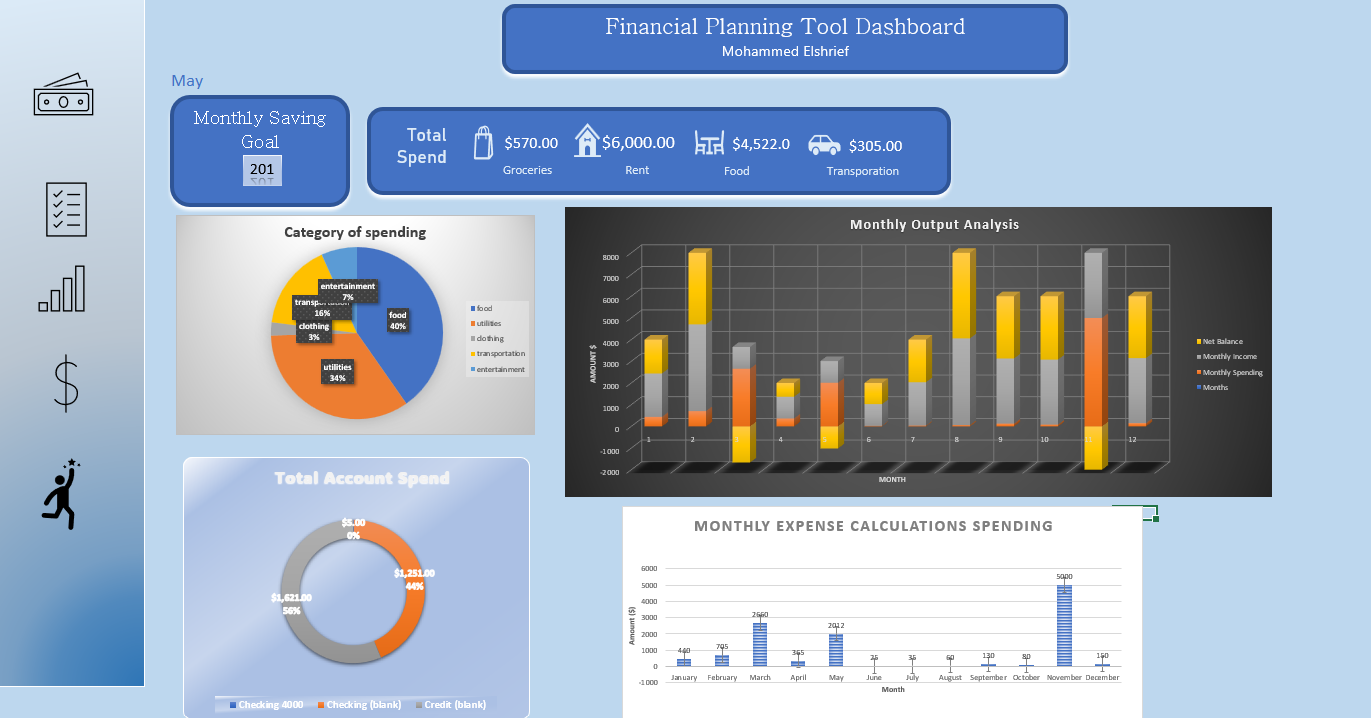 Financial Planning Tool Dashboard
Mohammed Elshrief
May
Monthly Saving
Goal
201
Total
Spend
$570.00
Groceries
$6,000.00
Rent
$4,522.0
Food
$305.00
Transporation
Category of spending
entertainment
7%
transportation
16%
clothing
3%
food
40%
utilities
34%
food
utilities
clothing
transportation
entertainment
Monthly Output Analysis
AMOUNT $
8000
7000
6000
5000
4000
3000
2000
1000
0
-1000
-2000
1 2 3 4 5 6 7 8 9 10 11 12
MONTH
Net Balance
Monthly Income
Monthly Spending
Months
Total Account Spend
$5.00
0%
$1,251.00
44%
$1,621.00
56%
Checking 4000 Checking (blank) Credit (blank)
MONTHLY EXPENSE CALCULATIONS SPENDING
Amount ($)
6000
5000
4000
3000
2000
1000
0
-1000
440 705 2660 365 2012 25 35 60 130 80 5000 160
January February March April May June July August September October November December
Month